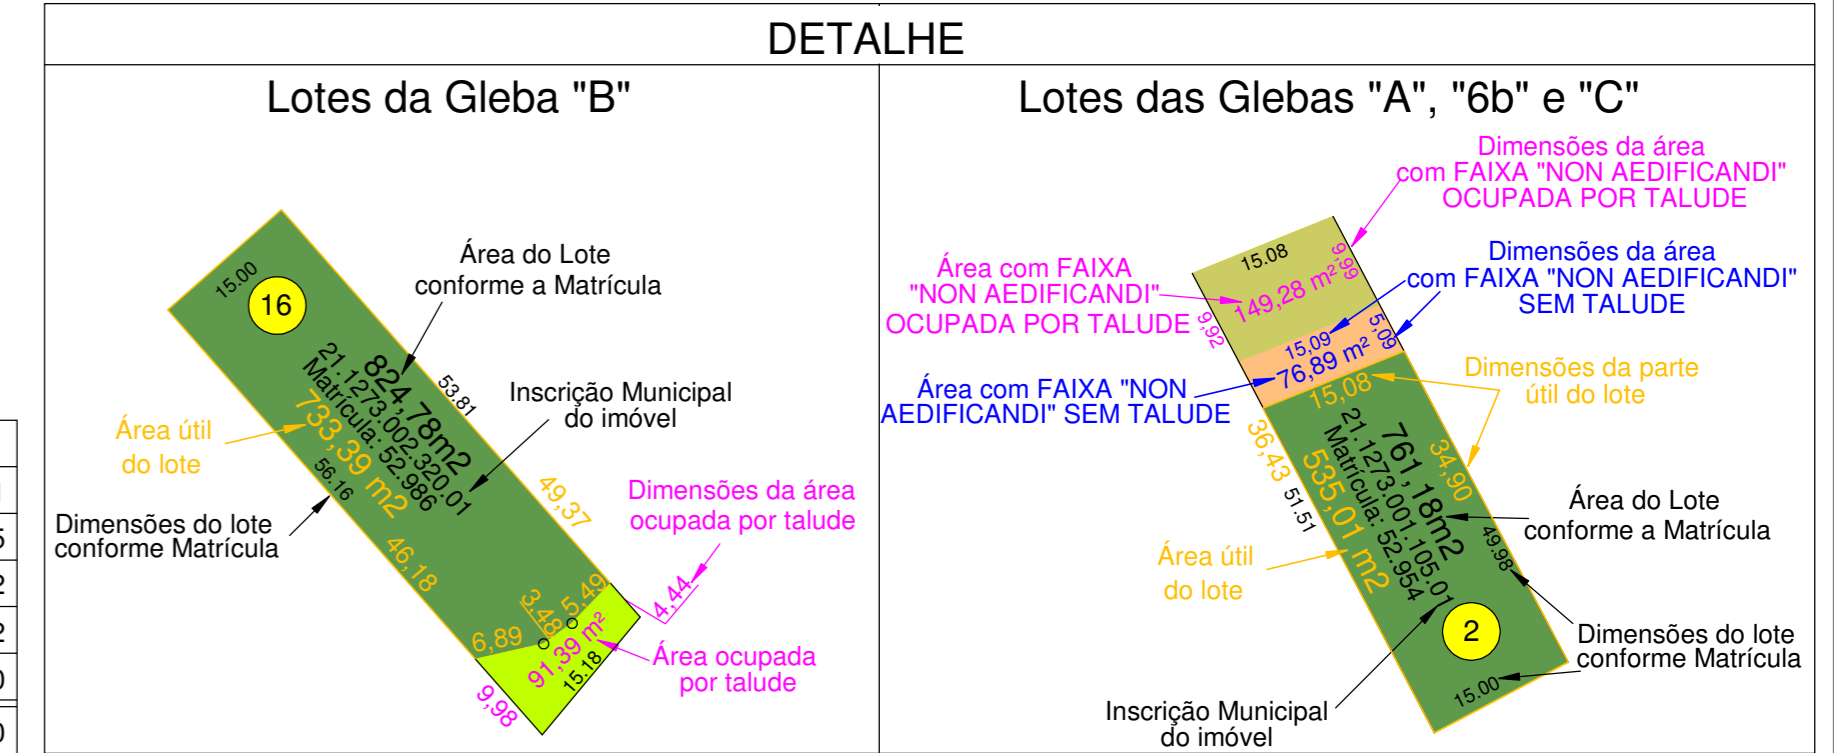 DETALHE
Lotes da Gleba "B"
15.00
16
Área do Lote
conforme a Matrícula
53.81
824,78m2
21.1273.002.320.01
Matrícula: 52.986
733,39 m2
Inscrição Municipal
do imóvel
Área útil
do lote
56.16
Dimensões do lote
conforme Matrícula
49,37
46,18
Dimensões da área
ocupada por talude
4,44
5,49
3,48
6,89
91,39 m²
15.18
9,98
Área ocupada
por talude
Lotes das Glebas "A", "6b" e "C"
Dimensões da área
com FAIXA "NON AEDIFICANDI"
OCUPADA POR TALUDE
15.08
9,99
149,28 m²
9,92
Área com FAIXA
"NON AEDIFICANDI"
OCUPADA POR TALUDE
Dimensões da área
com FAIXA "NON AEDIFICANDI"
SEM TALUDE
15,09
5,09
76,89 m²
Área com FAIXA "NON
AEDIFICANDI" SEM TALUDE
Dimensões da parte
útil do lote
15,08
36,43
34,90
51.51
761,18m2
21.1273.001.105.01
Matrícula: 52.954
535,01 m2
Área do Lote
conforme a Matrícula
49.98
Área útil
do lote
2
Dimensões do lote
conforme Matrícula
15.00
Inscrição Municipal
do imóvel